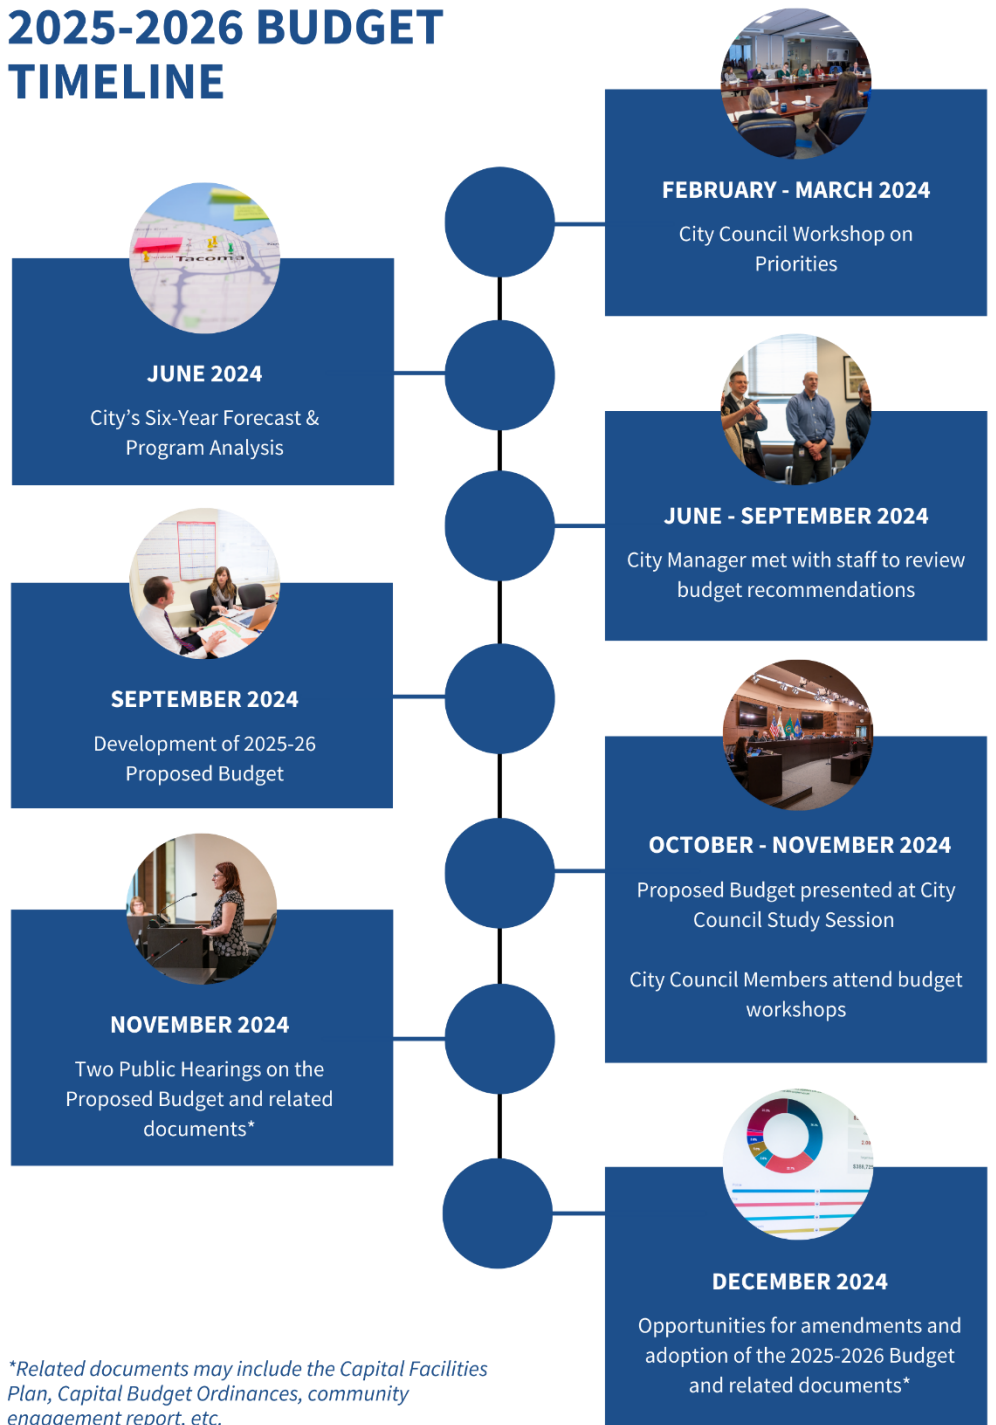 2025-2026 BUDGET
TIMELINE
FEBRUARY - MARCH 2024
City Council Workshop on
Priorities
Tacoma
JUNE 2024
City's Six-Year Forecast &
Program Analysis
JUNE - SEPTEMBER 2024
City Manager met with staff to review
budget recommendations
SEPTEMBER 2024
Development of 2025-26
Proposed Budget
OCTOBER - NOVEMBER 2024
Proposed Budget presented at City
Council Study Session
City Council Members attend budget
workshops
NOVEMBER 2024
Two Public Hearings on the
Proposed Budget and related
documents*
DECEMBER 2024
Opportunities for amendments and
adoption of the 2025-2026 Budget
and related documents*
*Related documents may include the Capital Facilities
Plan, Capital Budget Ordinances, community
engagement report, etc.